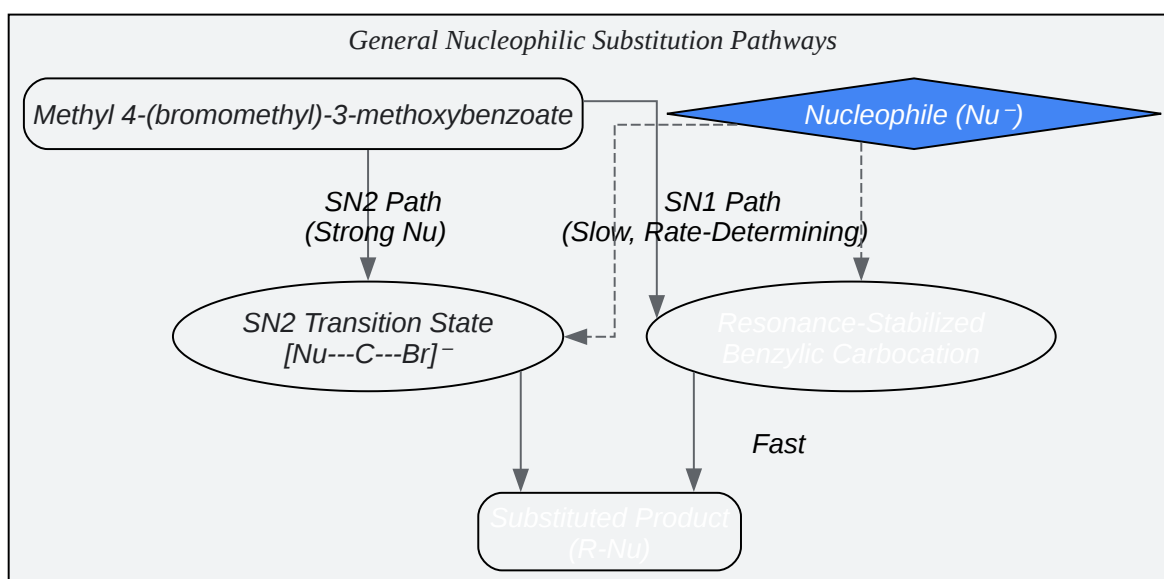 General Nucleophilic Substitution Pathways
Methyl 4-(bromomethyl)-3-methoxybenzoate
Nucleophile (Nu⁻)
SN2 Path
(Strong Nu)
SN1 Path
(Slow, Rate-Determining)
SN2 Transition State
[Nu---C---Br]⁻
Resonance-Stabilized
Benzylic Carbocation
Fast
Substituted Product
(R-Nu)